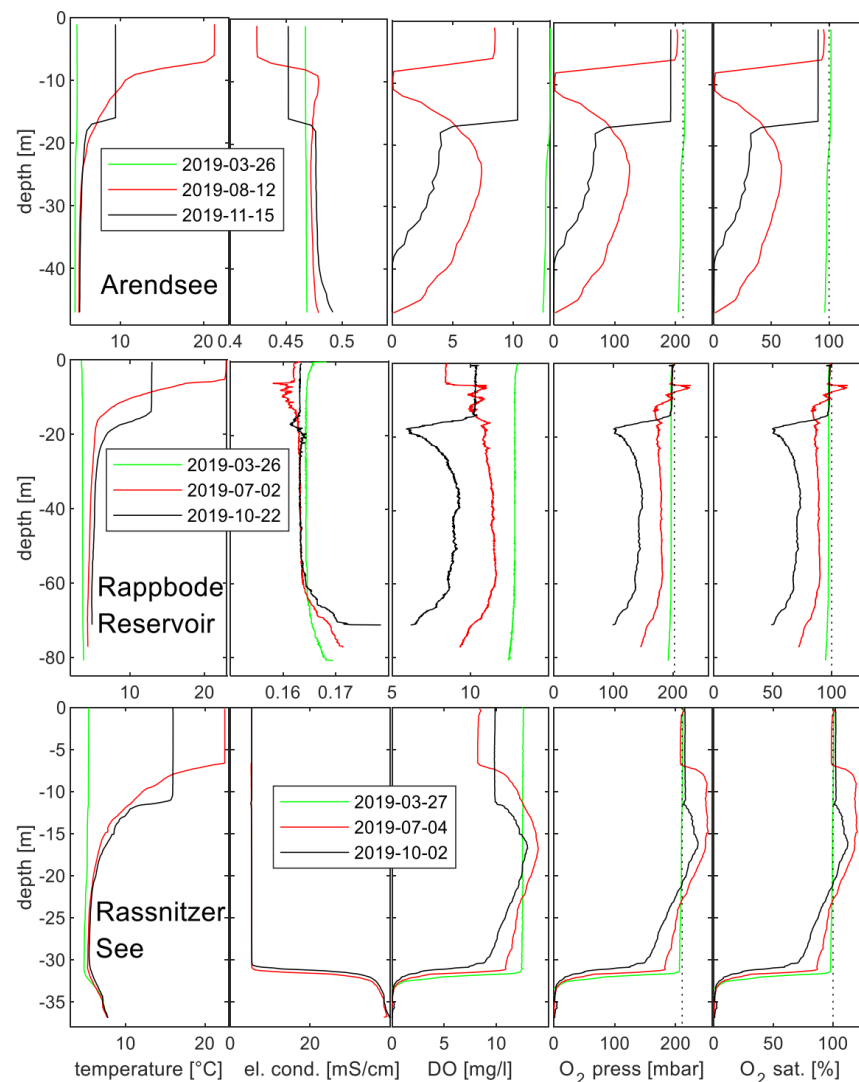 0
-10
-20
-30
-40
depth [m]
2019-03-26
2019-08-12
2019-11-15
Arendsee
10 20 0.4 0.45 0.5 0 5 10 0 100 200 0 50 100
0
-20
-40
-60
-80
depth [m]
2019-03-26
2019-07-02
2019-10-22
Rappbode
Reservoir
10 20 0.16 0.17 5 10 0 100 200 0 50 100
0
-5
-10
-15
-20
-25
-30
-35
depth [m]
2019-03-27
2019-07-04
2019-10-02
Rassnitzer
See
10 20 20 0 5 10 0 100 200 0 50 100
temperature [°C] el. cond. [mS/cm] DO [mg/l] O2 press [mbar] O2 sat. [%]